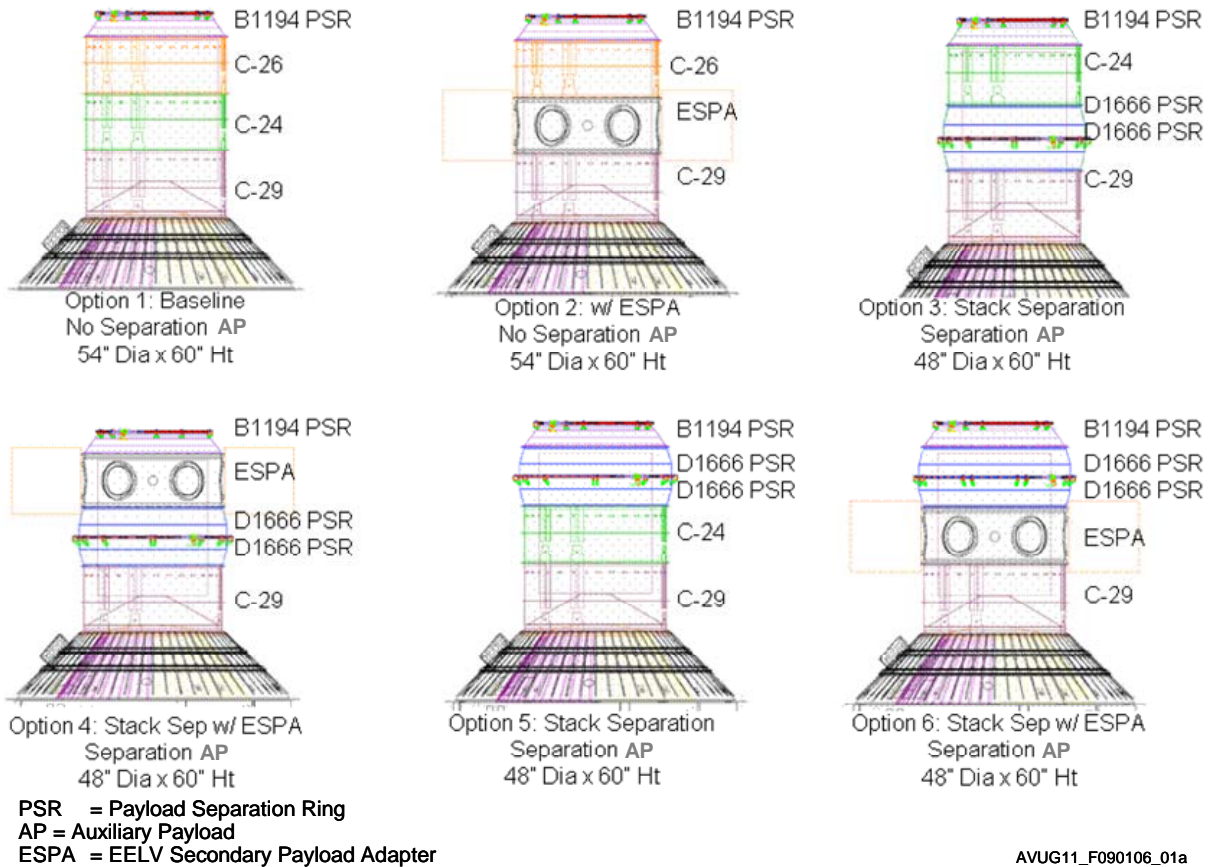 B1194 PSR
C-26
C-24
C-29
Option 1: Baseline
No Separation AP
54" Dia x 60" Ht
B1194 PSR
C-26
ESPA
C-29
Option 2: w/ ESPA
No Separation AP
54" Dia x 60" Ht
B1194 PSR
C-24
D1666 PSR
D1666 PSR
C-29
Option 3: Stack Separation
Separation AP
48" Dia x 60" Ht
B1194 PSR
ESPA
D1666 PSR
D1666 PSR
C-29
Option 4: Stack Sep w/ ESPA
Separation AP
48" Dia x 60" Ht
B1194 PSR
D1666 PSR
D1666 PSR
C-24
C-29
Option 5: Stack Separation
Separation AP
48" Dia x 60" Ht
B1194 PSR
D1666 PSR
D1666 PSR
ESPA
C-29
Option 6: Stack Sep w/ ESPA
Separation AP
48" Dia x 60" Ht
PSR = Payload Separation Ring
AP = Auxiliary Payload
ESPA = EELV Secondary Payload Adapter
AVUG11_F090106_01a